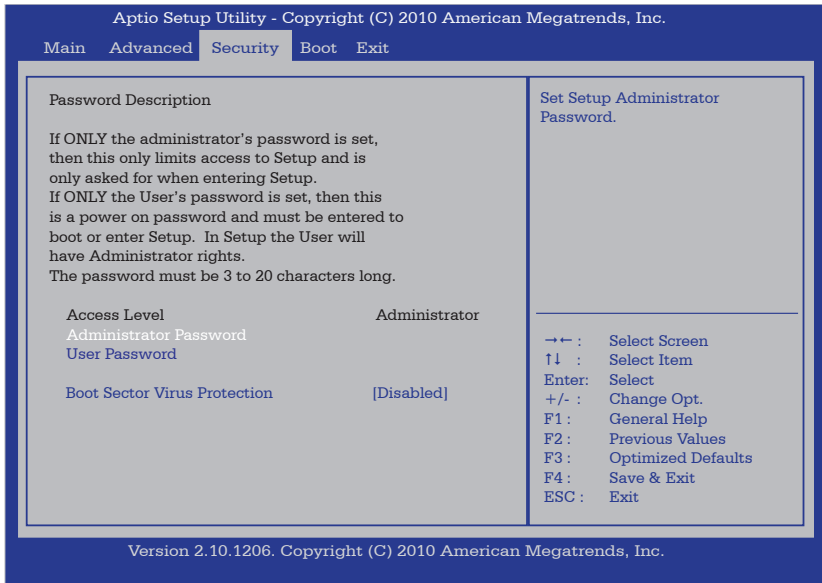 Aptio Setup Utility - Copyright (C) 2010 American Megatrends, Inc.
Main Advanced Security Boot Exit
Password Description
If ONLY the administrator's password is set,
then this only limits access to Setup and is
only asked for when entering Setup.
If ONLY the User's password is set, then this
is a power on password and must be entered to
boot or enter Setup. In Setup the User will
have Administrator rights.
The password must be 3 to 20 characters long.
Access Level Administrator
Administrator Password
User Password
Boot Sector Virus Protection [Disabled]
Set Setup Administrator
Password.
→← : Select Screen
↑↓ : Select Item
Enter: Select
+/- : Change Opt.
F1 : General Help
F2 : Previous Values
F3 : Optimized Defaults
F4 : Save & Exit
ESC : Exit
Version 2.10.1206. Copyright (C) 2010 American Megatrends, Inc.